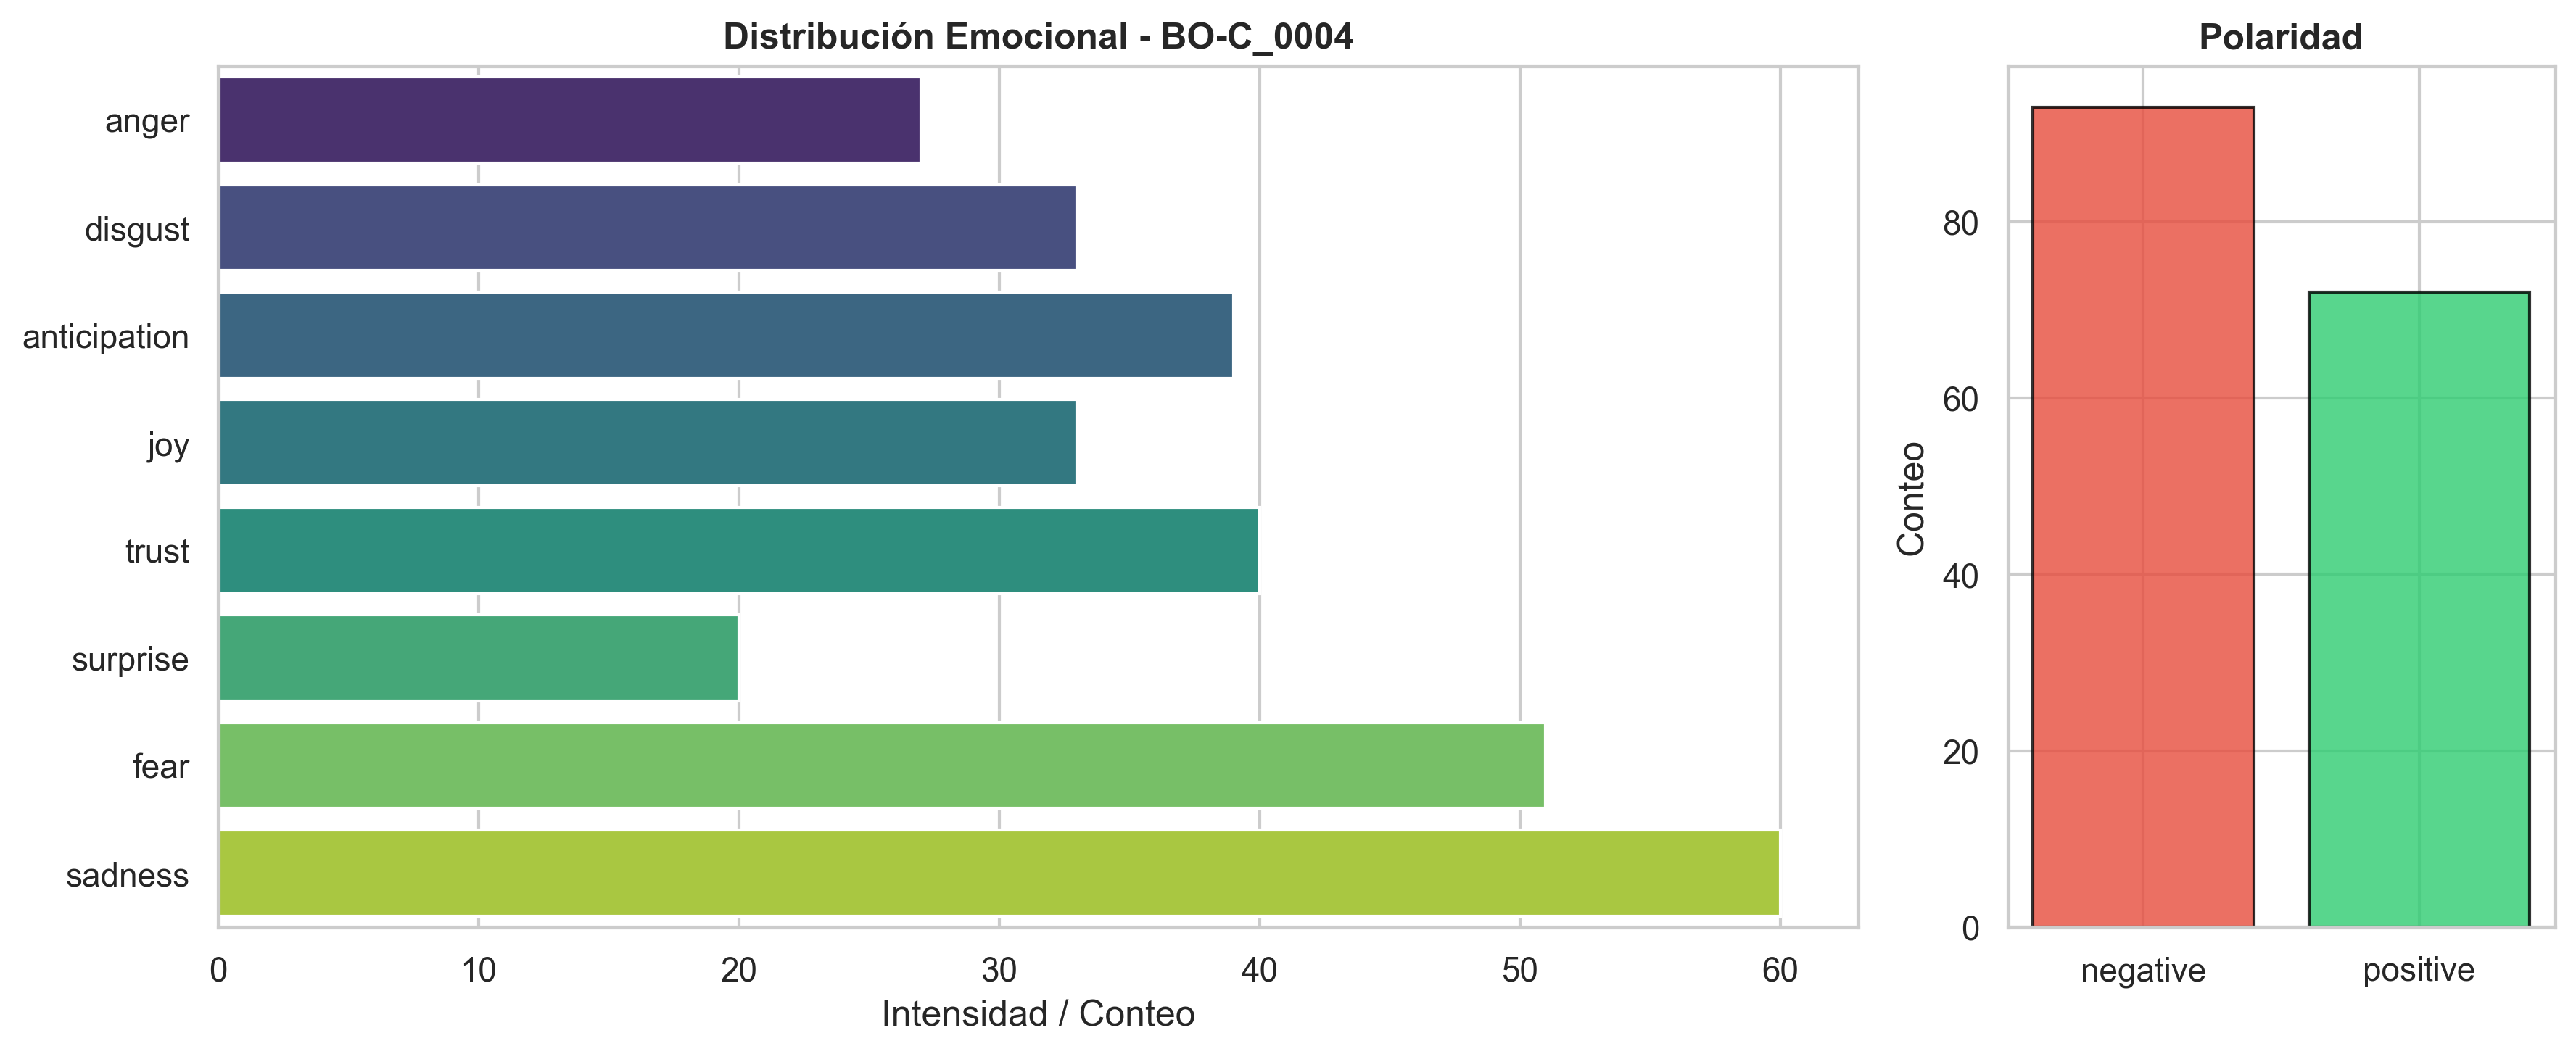 Distribución Emocional - BO-C_0004
anger
disgust
anticipation
joy
trust
surprise
fear
sadness
0 10 20 30 40 50 60
Intensidad / Conteo
Polaridad
Conteo
80
60
40
20
0
negative positive